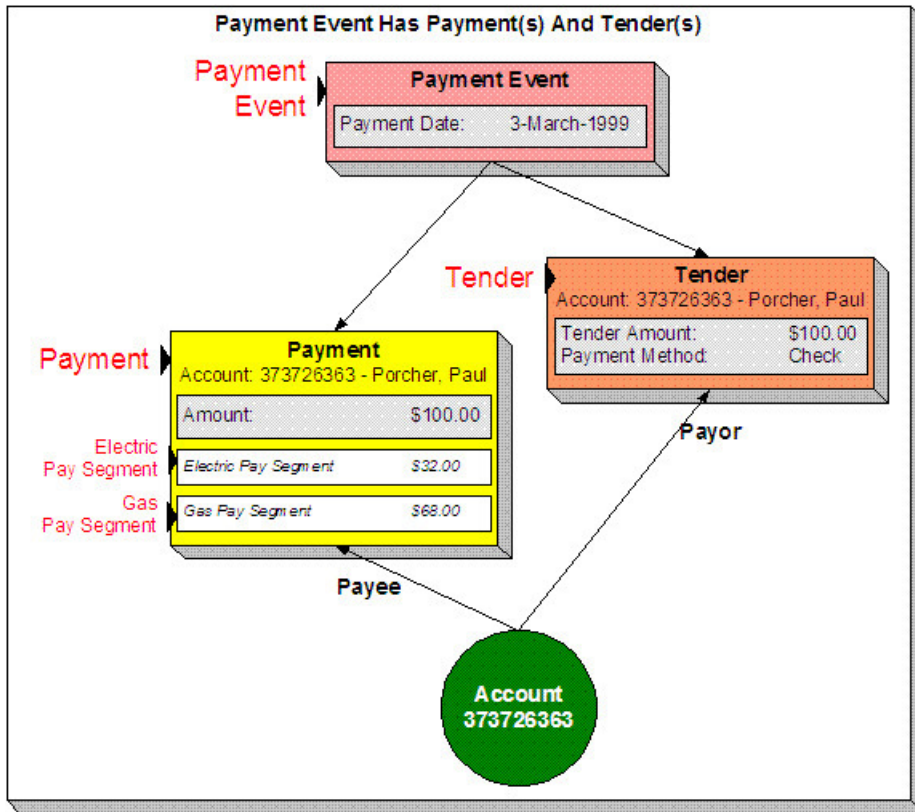 Payment Event Has Payment(s) And Tender(s)
Payment
Event
Payment Event
Payment Date: 3-March-1999
Tender
Tender
Account: 373726363 - Porcher, Paul
Tender Amount: $100.00
Payment Method: Check
Payment
Payment
Account: 373726363 - Porcher, Paul
Amount: $100.00
Electric
Pay Segment
Electric Pay Segment $32.00
Gas
Pay Segment
Gas Pay Segment $68.00
Payor
Payee
Account
373726363